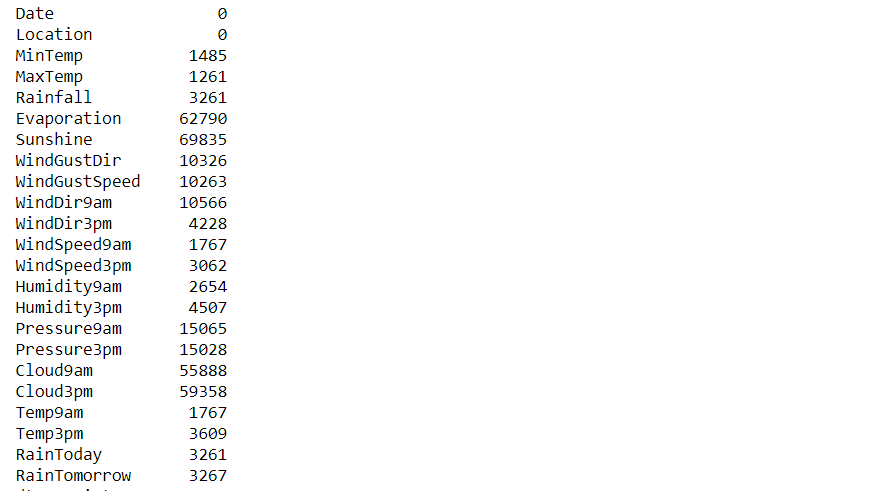 Date 0
Location 0
MinTemp 1485
MaxTemp 1261
Rainfall 3261
Evaporation 62790
Sunshine 69835
WindGustDir 10326
WindGustSpeed 10263
WindDir9am 10566
WindDir3pm 4228
WindSpeed9am 1767
WindSpeed3pm 3062
Humidity9am 2654
Humidity3pm 4507
Pressure9am 15065
Pressure3pm 15028
Cloud9am 55888
Cloud3pm 59358
Temp9am 1767
Temp3pm 3609
RainToday 3261
RainTomorrow 3267